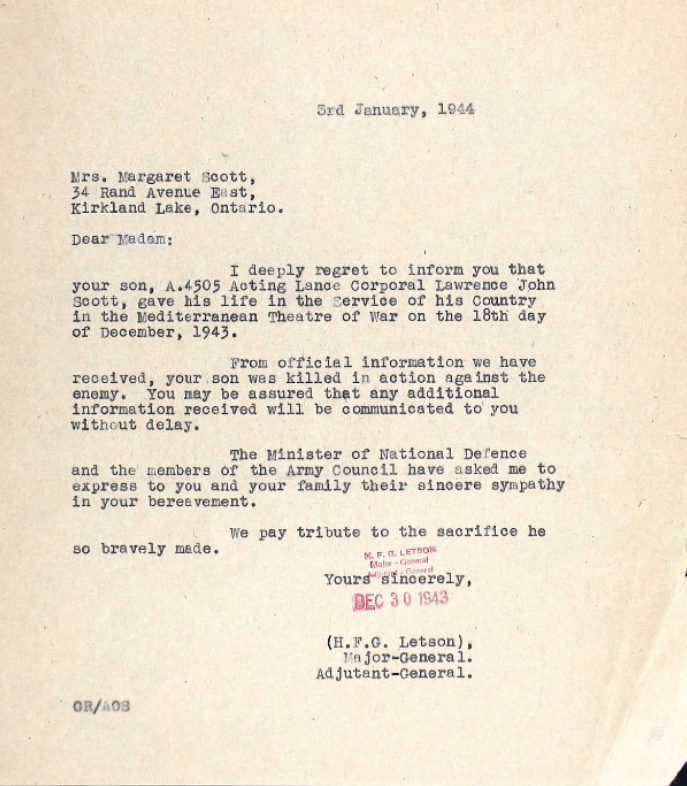 3rd January, 1944
Mrs. Margaret Scott,
34 Rand Avenue East,
Kirkland Lake, Ontario.
Dear Madam:
I deeply regret to inform you that
your son, A.4505 Acting Lance Corporal Lawrence John
Scott, gave his life in the Service of his Country
in the Mediterranean Theatre of War on the 18th day
of December, 1943.
From official information we have
received, your son was killed in action against the
enemy. You may be assured that any additional
information received will be communicated to you
without delay.
The Minister of National Defence
and the members of the Army Council have asked me to
express to you and your family their sincere sympathy
in your bereavement.
We pay tribute to the sacrifice he
so bravely made.
H. F. G. LETSON
Major - General
Adjutant - General
Yours sincerely,
DEC 30 1943
(H.F.G. Letson),
Major-General.
Adjutant-General.
GR/AOS